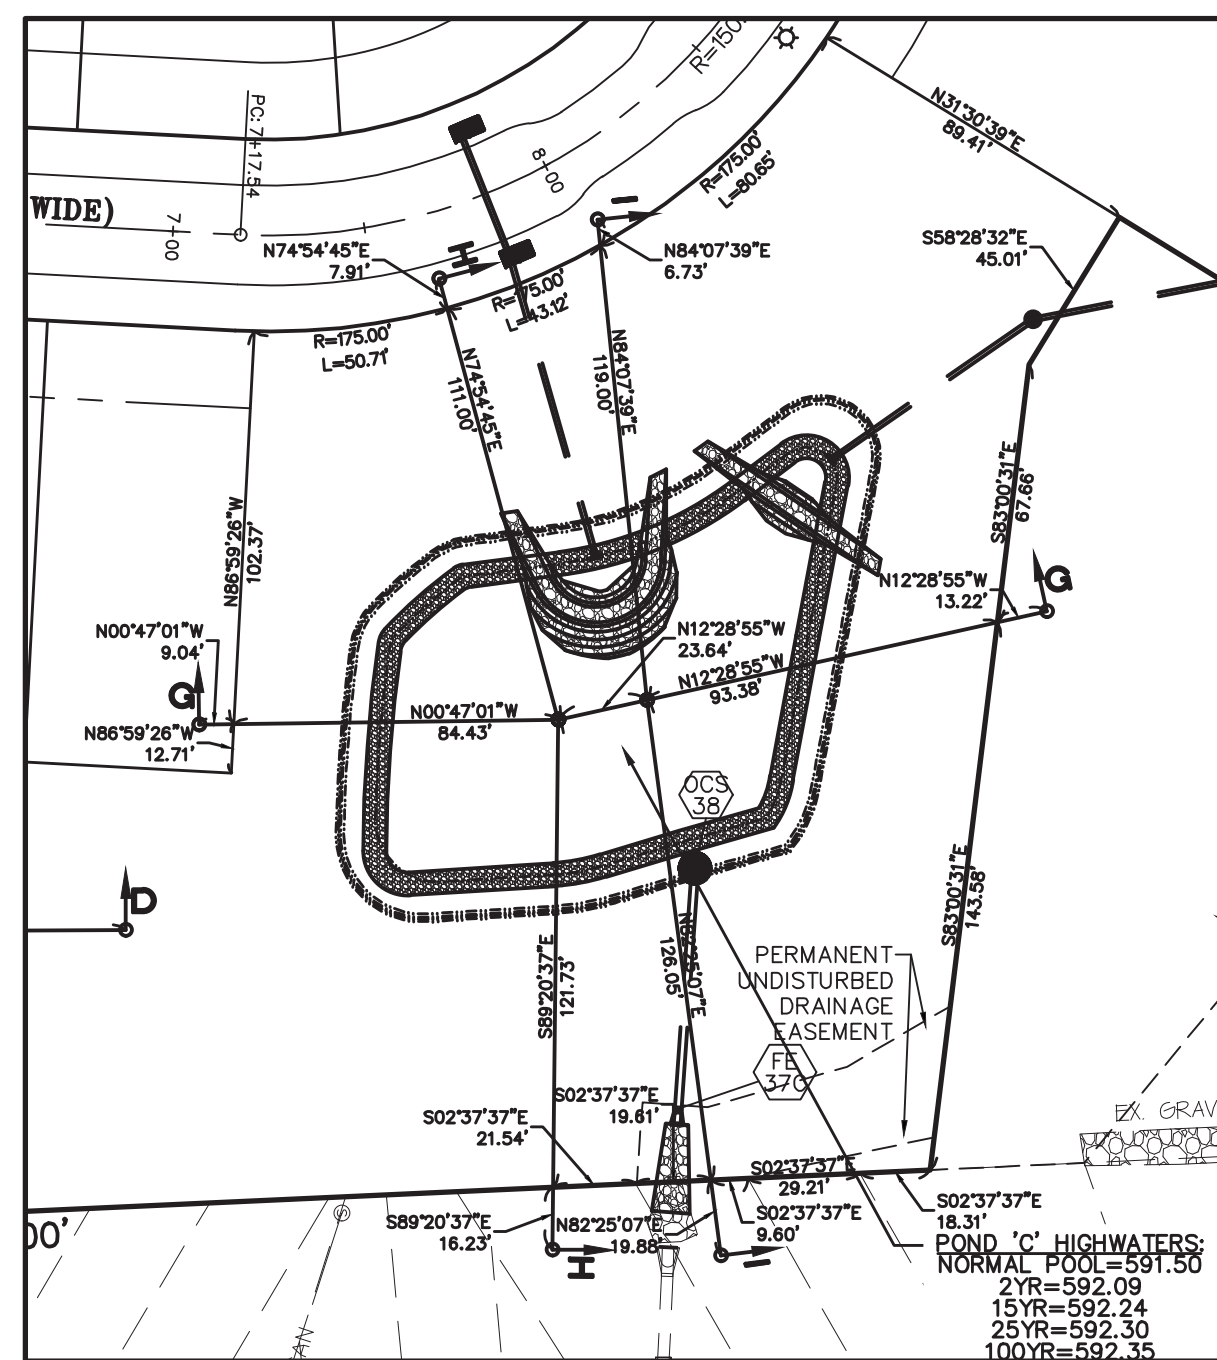 R=150.
PC: 7+17.54
WIDE)
7+00
8+00
N31°30'39"E
89.41'
R=175.00'
L=80.65'
N74°54'45"E
7.91'
H
I
N84°07'39"E
6.73'
S58°28'32"E
45.01'
R=175.00'
L=43.12'
R=175.00'
L=50.71'
N74°54'45"E
111.00'
N84°07'39"E
119.00'
N86°59'26"W
102.37'
S83°00'31"E
67.66'
N12°28'55"W
13.22'
G
N00°47'01"W
9.04'
G
N86°59'26"W
12.71'
N00°47'01"W
84.43'
N12°28'55"W
23.64'
N12°28'55"W
93.38'
OCS
38
D
S89°20'37"E
121.73'
N82°25'07"E
126.05'
S83°00'31"E
143.58'
PERMANENT
UNDISTURBED
DRAINAGE
EASEMENT
FE
37C
S02°37'37"E
19.61'
S02°37'37"E
21.54'
EX. GRAV
S02°37'37"E
29.21'
S02°37'37"E
18.31'
S89°20'37"E
16.23'
N82°25'07"E
19.88'
S02°37'37"E
9.60'
00'
S
H
I
AN
POND 'C' HIGHWATERS:
NORMAL POOL=591.50
2YR=592.09
15YR=592.24
25YR=592.30
100YR=592.35